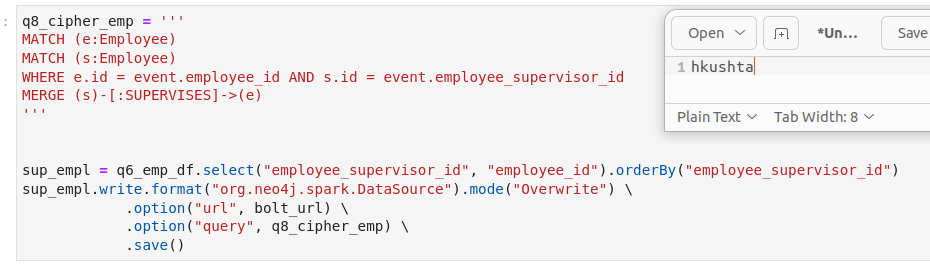 :
q8_cipher_emp = '''
MATCH (e:Employee)
MATCH (s:Employee)
WHERE e.id = event.employee_id AND s.id = event.employee_supervisor_id
MERGE (s)-[:SUPERVISES]->(e)
'''
sup_empl = q6_emp_df.select("employee_supervisor_id", "employee_id").orderBy("employee_supervisor_id")
sup_empl.write.format("org.neo4j.spark.DataSource").mode("Overwrite") \
.option("url", bolt_url) \
.option("query", q8_cipher_emp) \
.save()
Open
*Un...
Save
1 hkushta
Plain Text
Tab Width: 8